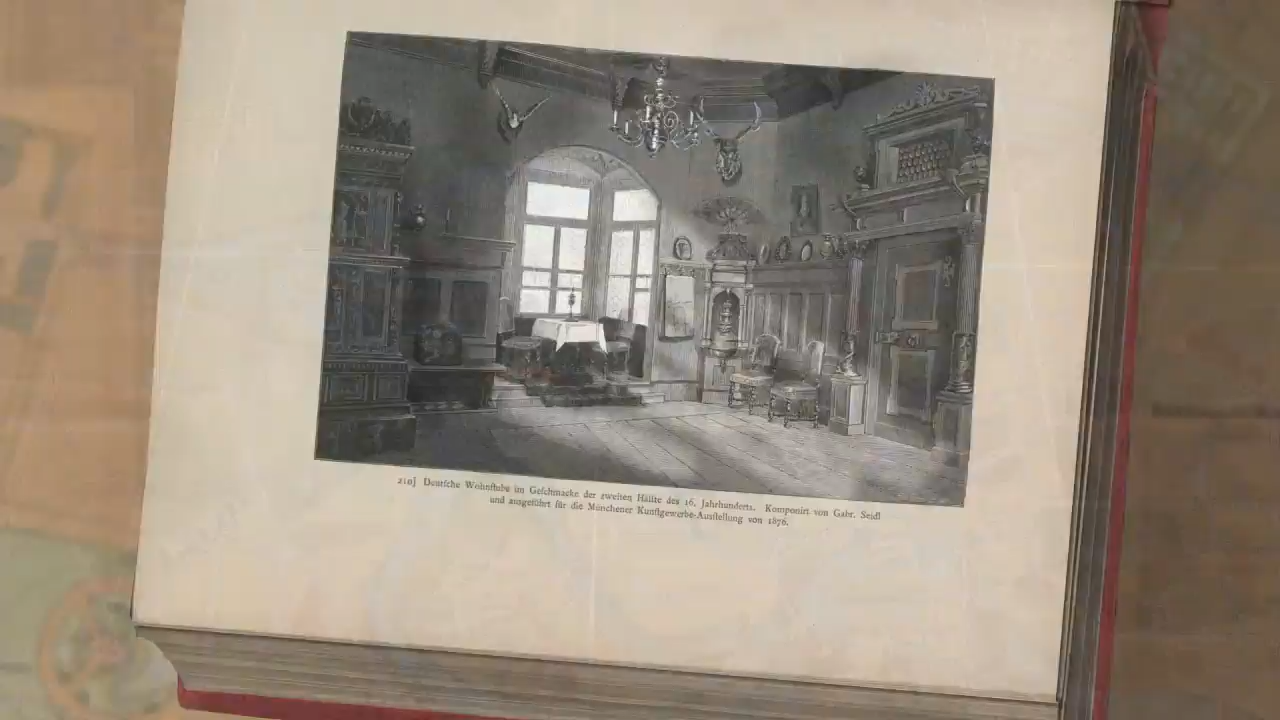 210] Deutſche Wohnſtube im Geſchmacke der zweiten Hälfte des 16. Jahrhunderts. Komponirt von Gabr. Seidl
und ausgeführt für die Münchener Kunſtgewerbe-Ausſtellung von 1876.